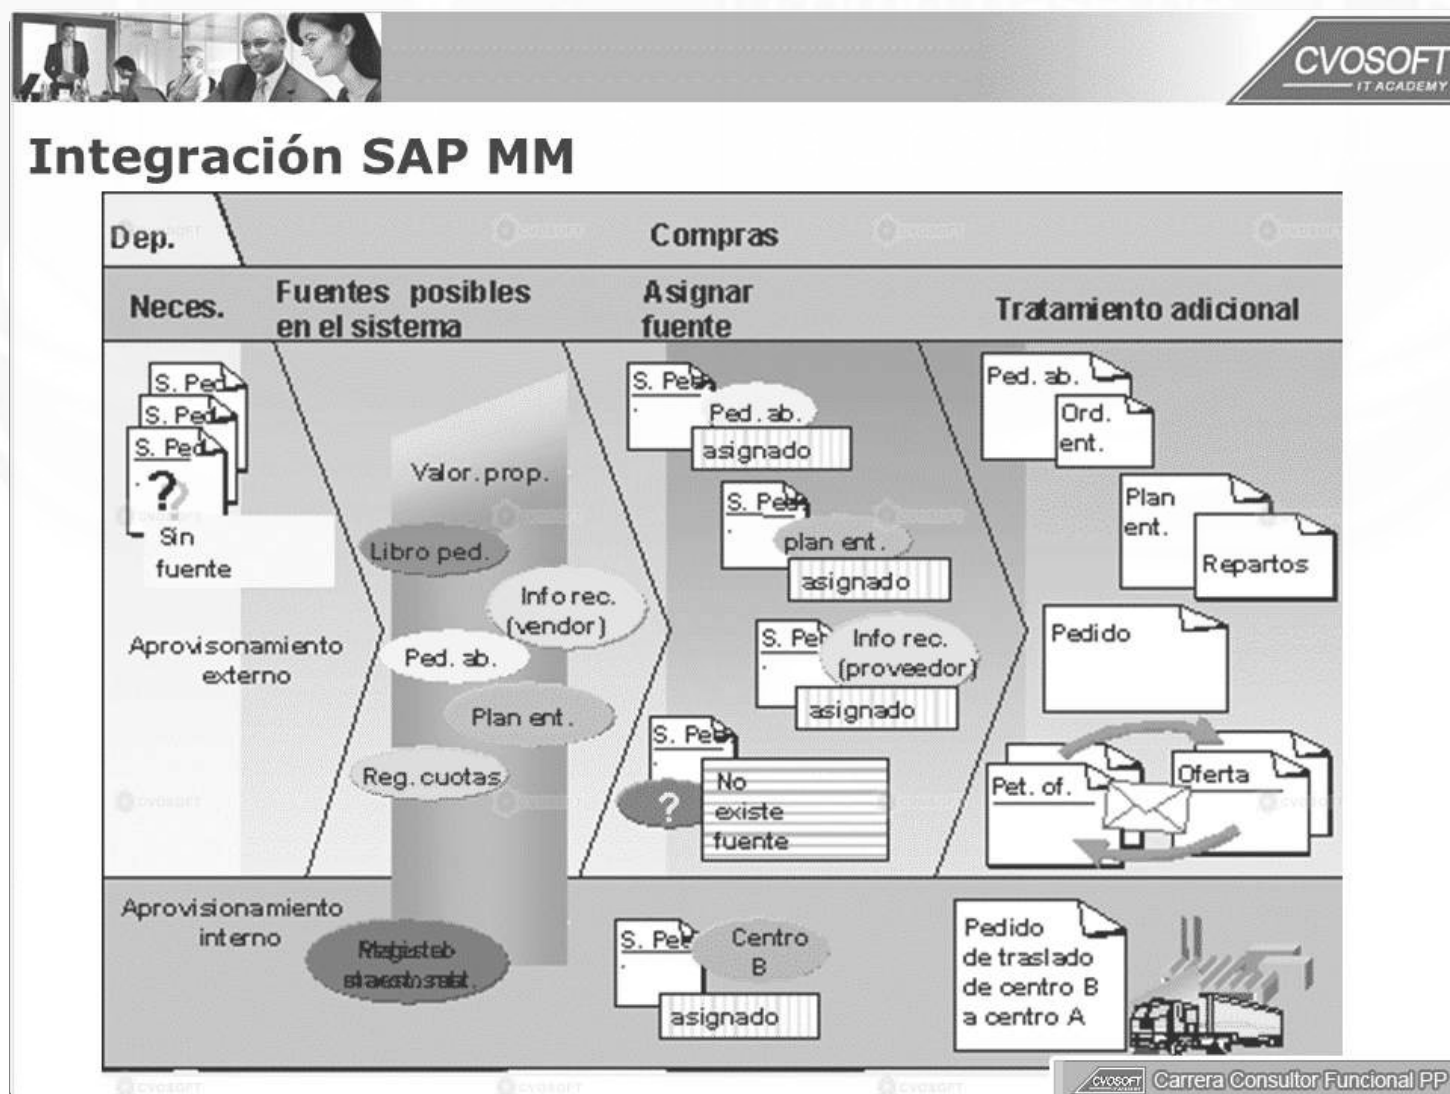 CVOSOFT
IT ACADEMY
Integración SAP MM
Dep.
Compras
Neces.
Fuentes posibles
en el sistema
Asignar
fuente
Tratamiento adicional
S. Ped.
S. Ped.
S. Ped.
?
Sin
fuente
Aprovisonamiento
externo
Valor. prop.
Libro ped.
Info rec.
(vendor)
Ped. ab.
Plan ent.
Reg. cuotas
S. Ped
Ped. ab.
asignado
S. Ped
plan ent.
asignado
S. Pe
Info rec.
(proveedor)
asignado
S. Ped
?
No
existe
fuente
Ped. ab.
Ord.
ent.
Plan
ent.
Repartos
Pedido
Pet. of.
Oferta
Aprovisionamiento
interno
S. Pe
Centro
B
asignado
Pedido
de traslado
de centro B
a centro A
CVOSOFT
IT ACADEMY
Carrera Consultor Funcional PP